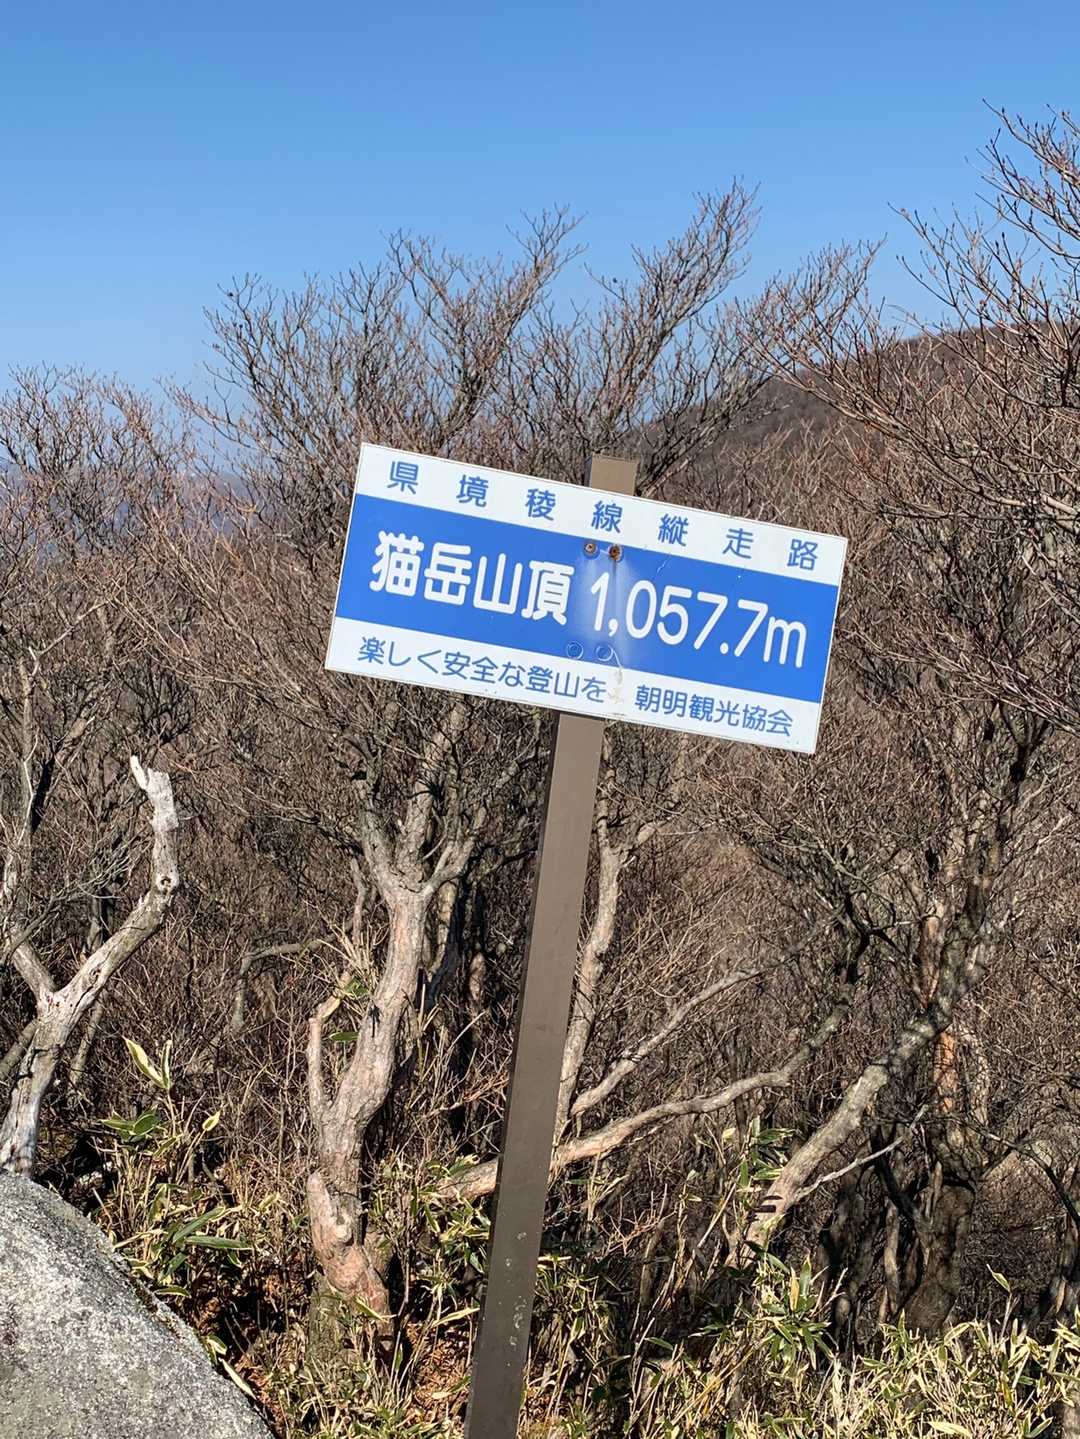 県境稜線縦走路
猫岳山頂 1,057.7m
楽しく安全な登山を 朝明観光協会